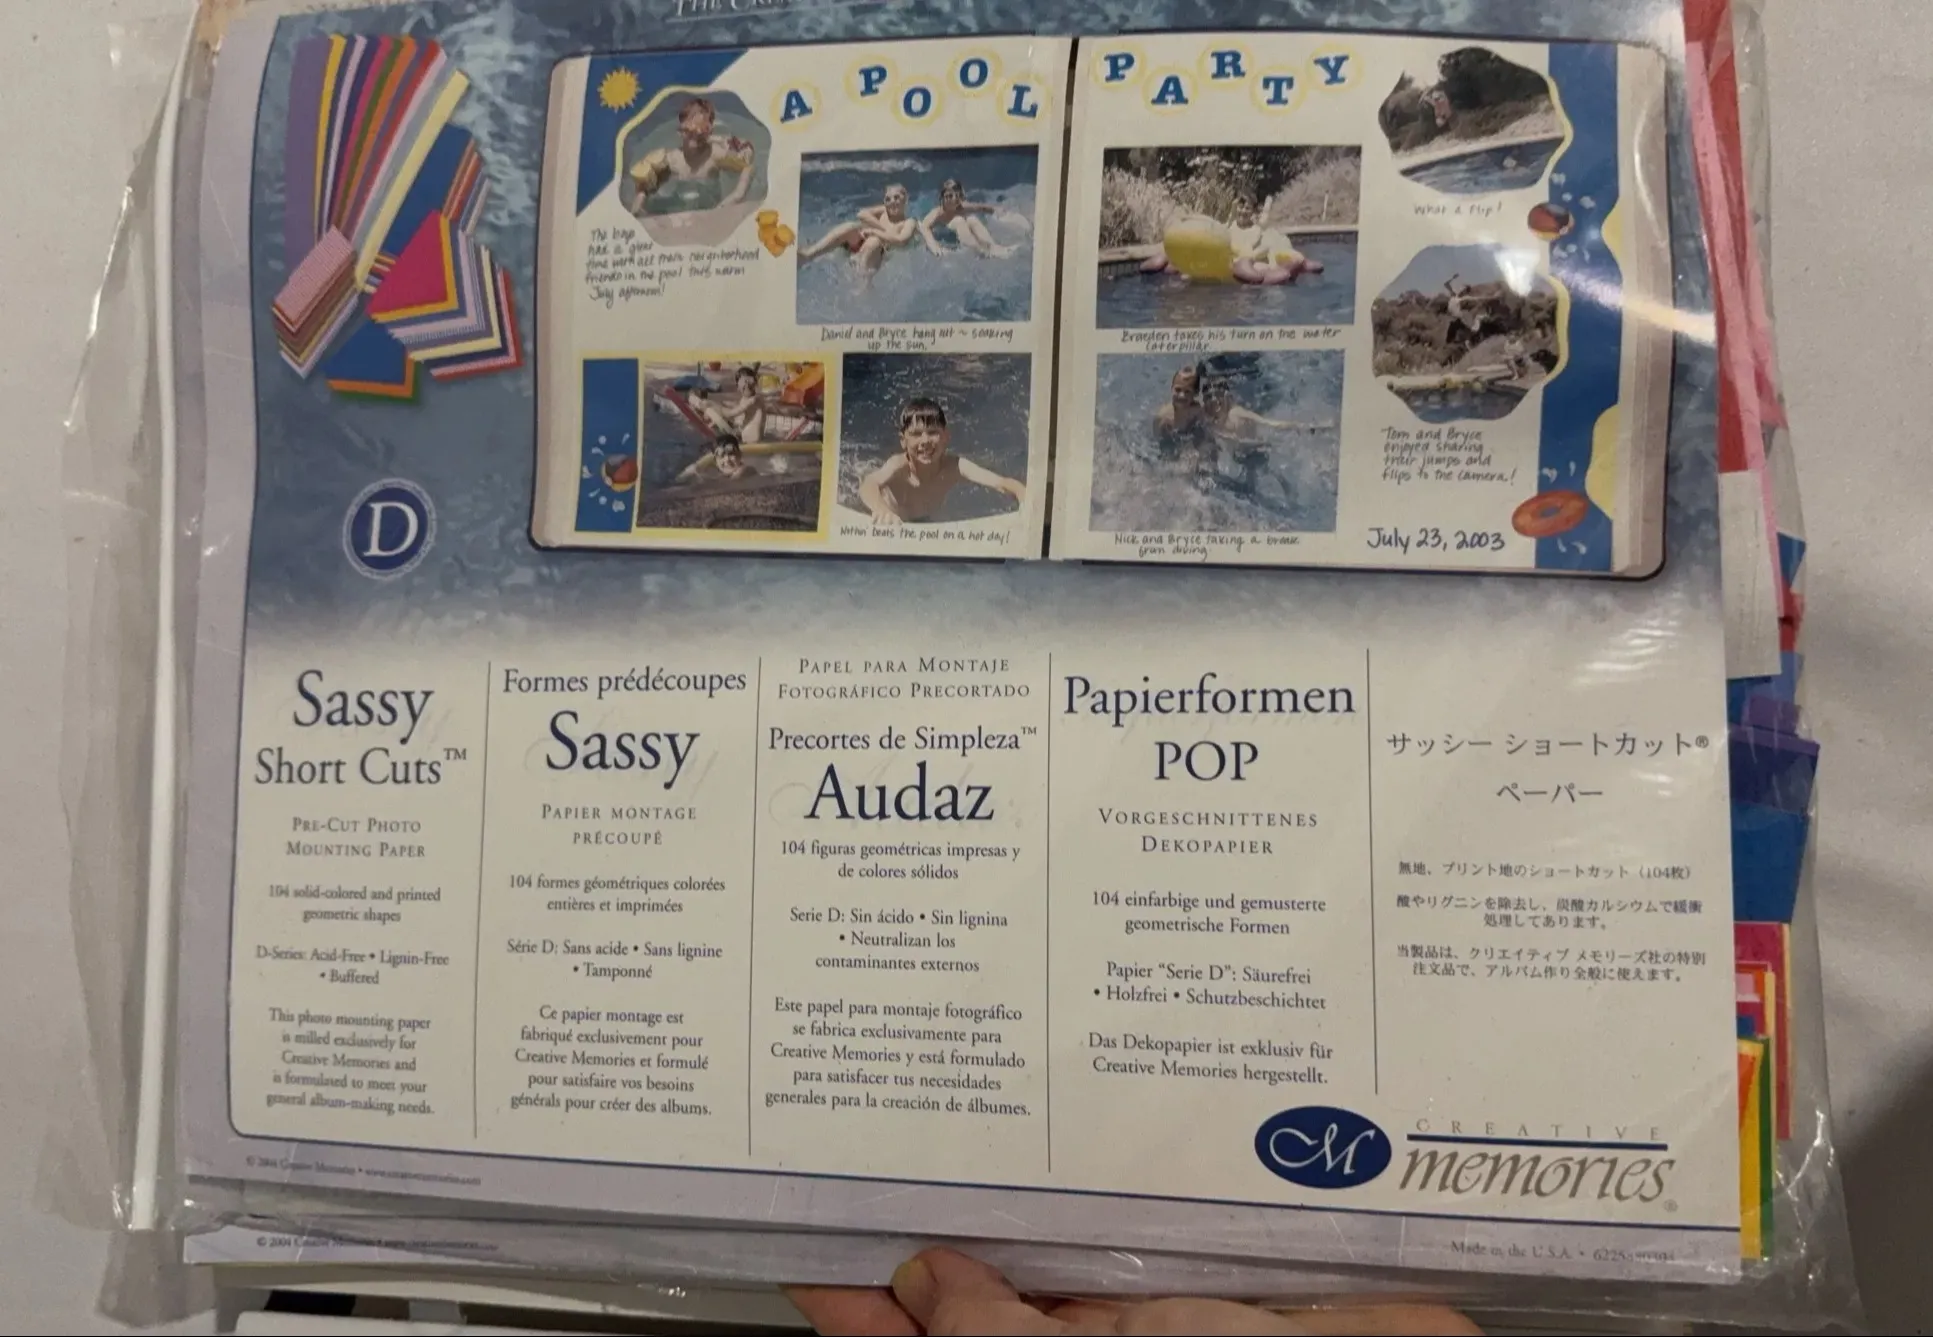 THE
A POOL PARTY
The boys
had a great
time with all their neighborhood
friends in the pool this warm
July afternoon!
Daniel and Bryce hang out ~ soaking
up the sun.
Nothin' beats the pool on a hot day!
Braeden takes his turn on the water
caterpillar.
Nick and Bryce taking a break
from diving.
What a flip!
Tom and Bryce
enjoyed sharing
their jumps and
flips to the camera!
July 23, 2003
D
Sassy
Short Cuts™
PRE-CUT PHOTO
MOUNTING PAPER
104 solid-colored and printed
geometric shapes
D-Series: Acid-Free • Lignin-Free
• Buffered
This photo mounting paper
is milled exclusively for
Creative Memories and
is formulated to meet your
general album-making needs.
Formes prédécoupes
Sassy
PAPIER MONTAGE
PRÉCOUPÉ
104 formes géométriques colorées
entières et imprimées
Série D: Sans acide • Sans lignine
• Tamponné
Ce papier montage est
fabriqué exclusivement pour
Creative Memories et formulé
pour satisfaire vos besoins
générals pour créer des albums.
PAPEL PARA MONTAJE
FOTOGRÁFICO PRECORTADO
Precortes de Simpleza™
Audaz
104 figuras geométricas impresas y
de colores sólidos
Serie D: Sin ácido • Sin lignina
• Neutralizan los
contaminantes externos
Este papel para montaje fotográfico
se fabrica exclusivamente para
Creative Memories y está formulado
para satisfacer tus necesidades
generales para la creación de álbumes.
Papierformen
POP
VORGESCHNITTENES
DEKOPAPIER
104 einfarbige und gemusterte
geometrische Formen
Papier "Serie D": Säurefrei
• Holzfrei • Schutzbeschichtet
Das Dekopapier ist exklusiv für
Creative Memories hergestellt.
サッシー ショートカット®
ペーパー
無地、プリント地のショートカット（104枚）
酸やリグニンを除去し、炭酸カルシウムで緩衝
処理してあります。
当製品は、クリエイティブ メモリーズ社の特別
注文品で、アルバム作り全般に使えます。
CM
CREATIVE
memories®
© 2004 Creative Memories • www.creativememories.com
© 2004 Creative Memories
Made in the U.S.A. •